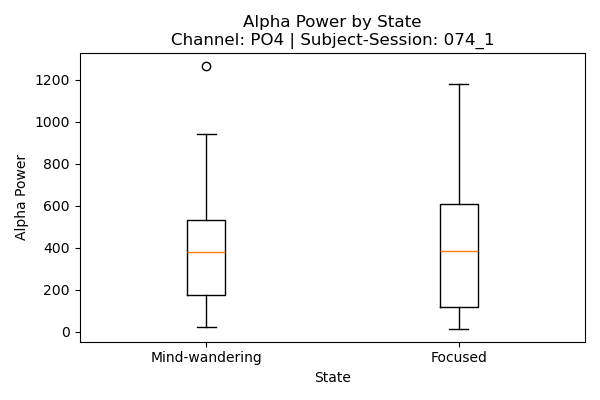 Alpha Power by State
Channel: PO4 | Subject-Session: 074_1
Alpha Power
1200
1000
800
600
400
200
0
Mind-wandering
Focused
State